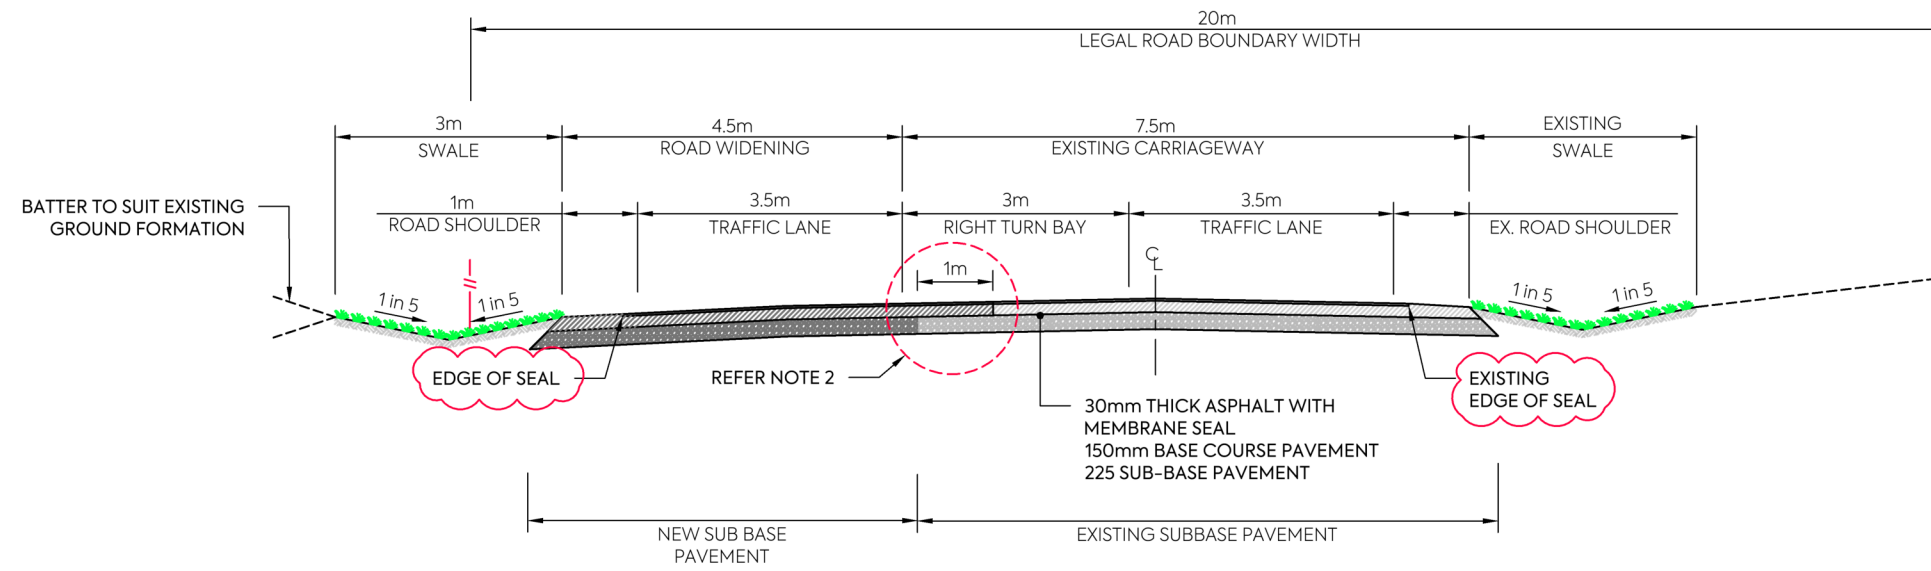 20m
LEGAL ROAD BOUNDARY WIDTH
3m
SWALE
4.5m
ROAD WIDENING
7.5m
EXISTING CARRIAGEWAY
EXISTING
SWALE
BATTER TO SUIT EXISTING
GROUND FORMATION
1m
ROAD SHOULDER
3.5m
TRAFFIC LANE
3m
RIGHT TURN BAY
3.5m
TRAFFIC LANE
EX. ROAD SHOULDER
1m
CL
1 in 5
1 in 5
1 in 5
1 in 5
EDGE OF SEAL
REFER NOTE 2
30mm THICK ASPHALT WITH
MEMBRANE SEAL
150mm BASE COURSE PAVEMENT
225 SUB-BASE PAVEMENT
EXISTING
EDGE OF SEAL
NEW SUB BASE
PAVEMENT
EXISTING SUBBASE PAVEMENT